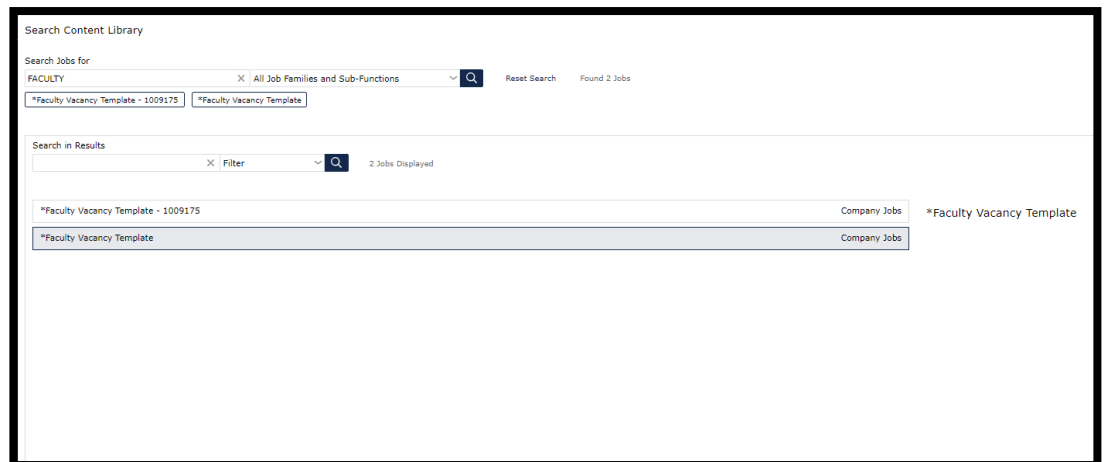 Search Content Library
Search Jobs for
FACULTY All Job Families and Sub-Functions Reset Search Found 2 Jobs
*Faculty Vacancy Template - 1009175 *Faculty Vacancy Template
Search in Results
Filter 2 Jobs Displayed
*Faculty Vacancy Template - 1009175 Company Jobs *Faculty Vacancy Template
*Faculty Vacancy Template Company Jobs